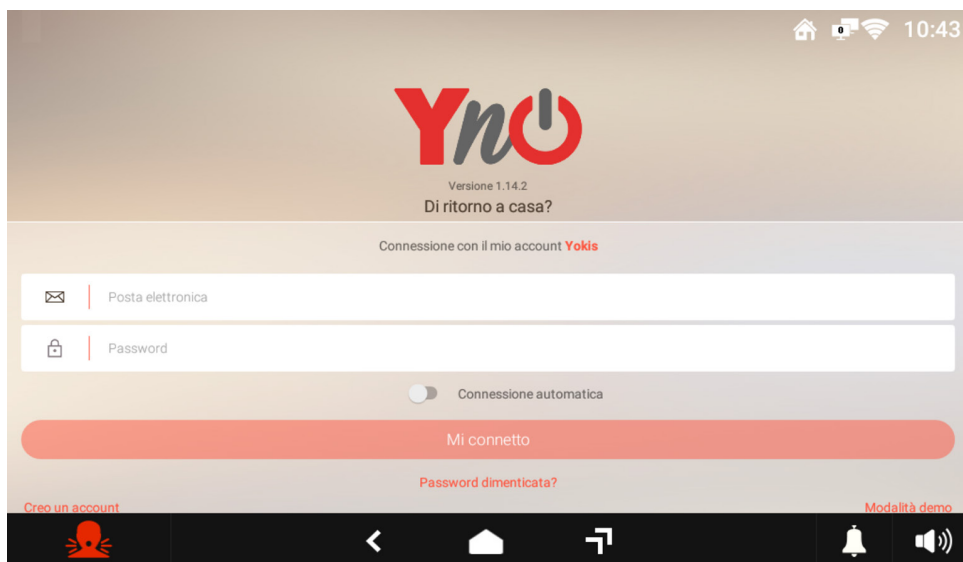 0 10:43
YnO
Versione 1.14.2
Di ritorno a casa?
Connessione con il mio account Yokis
Posta elettronica
Password
Connessione automatica
Mi connetto
Password dimenticata?
Creo un account
Modalità demo